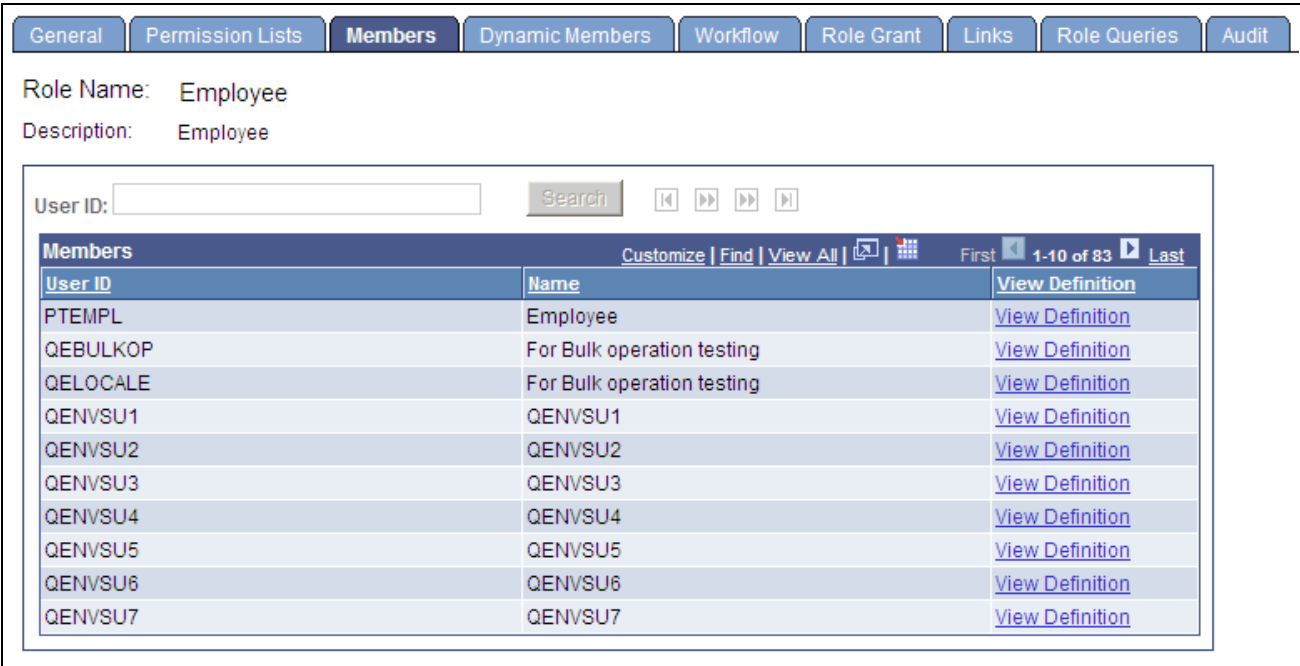 General Permission Lists Members Dynamic Members Workflow Role Grant Links Role Queries Audit
Role Name: Employee
Description: Employee
User ID: Search
Members Customize | Find | View All | | First 1-10 of 83 Last
User ID Name View Definition
PTEMPL Employee View Definition
QEBULKOP For Bulk operation testing View Definition
QELOCALE For Bulk operation testing View Definition
QENVSU1 QENVSU1 View Definition
QENVSU2 QENVSU2 View Definition
QENVSU3 QENVSU3 View Definition
QENVSU4 QENVSU4 View Definition
QENVSU5 QENVSU5 View Definition
QENVSU6 QENVSU6 View Definition
QENVSU7 QENVSU7 View Definition